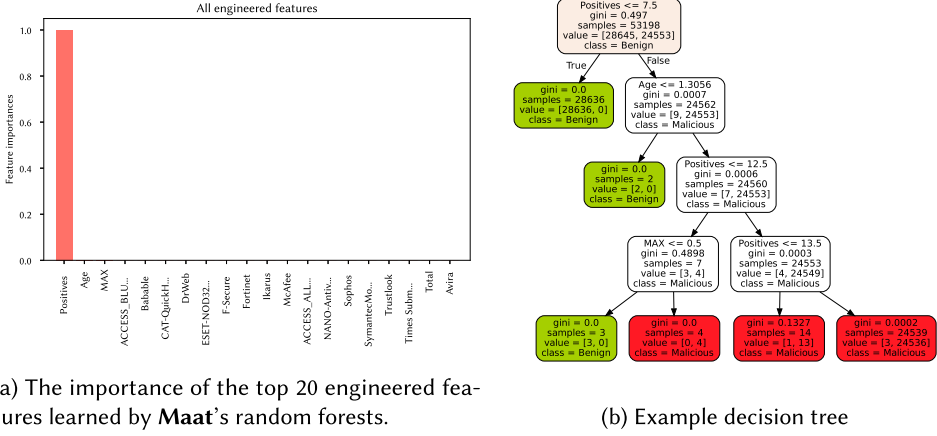 All engineered features
Feature importances
1.0
0.8
0.6
0.4
0.2
0.0
Positives
Age
MAX
ACCESS_BLU...
Babable
CAT-QuickH...
DrWeb
ESET-NOD32...
F-Secure
Fortinet
Ikarus
McAfee
ACCESS_ALL...
NANO-Antiv...
Sophos
SymantecMo...
Trustlook
Times Subm...
Total
Avira
a) The importance of the top 20 engineered fea-
ures learned by Maat's random forests.
Positives <= 7.5
gini = 0.497
samples = 53198
value = [28645, 24553]
class = Benign
True
False
gini = 0.0
samples = 28636
value = [28636, 0]
class = Benign
Age <= 1.3056
gini = 0.0007
samples = 24562
value = [9, 24553]
class = Malicious
gini = 0.0
samples = 2
value = [2, 0]
class = Benign
Positives <= 12.5
gini = 0.0006
samples = 24560
value = [7, 24553]
class = Malicious
MAX <= 0.5
gini = 0.4898
samples = 7
value = [3, 4]
class = Malicious
Positives <= 13.5
gini = 0.0003
samples = 24553
value = [4, 24549]
class = Malicious
gini = 0.0
samples = 3
value = [3, 0]
class = Benign
gini = 0.0
samples = 4
value = [0, 4]
class = Malicious
gini = 0.1327
samples = 14
value = [1, 13]
class = Malicious
gini = 0.0002
samples = 24539
value = [3, 24536]
class = Malicious
(b) Example decision tree